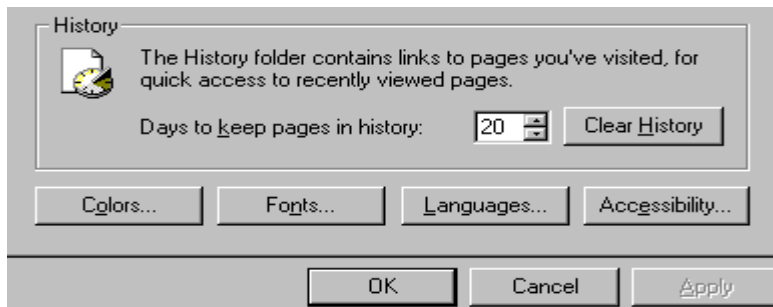 History
The History folder contains links to pages you've visited, for
quick access to recently viewed pages.
Days to keep pages in history: 20 Clear History
Colors... Fonts... Languages... Accessibility...
OK Cancel Apply